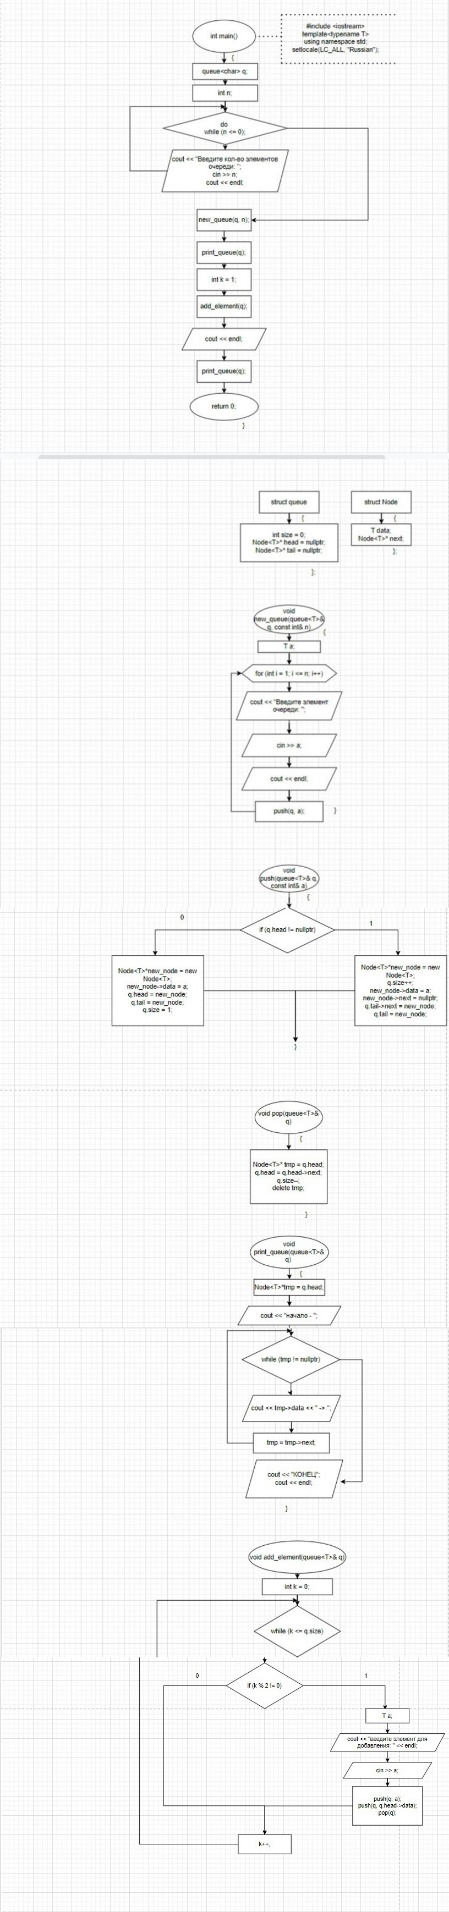 int main()
#include <iostream>
template<typename T>
using namespace std;
setlocale(LC_ALL, "Russian");
{
queue<char> q;
int n;
do
while (n <= 0);
cout << "Введите кол-во элементов
очереди: ";
cin >> n;
cout << endl;
new_queue(q, n);
print_queue(q);
int k = 1;
add_element(q);
cout << endl;
print_queue(q);
return 0;
}
struct queue
{
int size = 0;
Node<T>* head = nullptr;
Node<T>* tail = nullptr;
};
struct Node
{
T data;
Node<T>* next;
};
void
new_queue(queue<T>&
q, const int& n)
{
T a;
for (int i = 1; i <= n; i++)
cout << "Введите элемент
очереди: ";
cin >> a;
cout << endl;
push(q, a);
}
void
push(queue<T>& q,
const int& a)
{
if (q.head != nullptr)
0
1
Node<T>*new_node = new
Node<T>;
new_node->data = a;
q.head = new_node;
q.tail = new_node;
q.size = 1;
Node<T>*new_node = new
Node<T>;
q.size++;
new_node->data = a;
new_node->next = nullptr;
q.tail->next = new_node;
q.tail = new_node;
}
void pop(queue<T>&
q)
{
Node<T>* tmp = q.head;
q.head = q.head->next;
q.size--;
delete tmp;
}
void
print_queue(queue<T>&
q)
{
Node<T>*tmp = q.head;
cout << "начало - ";
while (tmp != nullptr)
cout << tmp->data << " -> ";
tmp = tmp->next;
cout << "КОНЕЦ";
cout << endl;
}
void add_element(queue<T>& q)
int k = 0;
while (k <= q.size)
if (k % 2 != 0)
0
1
T a;
cout << "введите элемент для
добавления: " << endl;
cin >> a;
push(q, a);
push(q, q.head->data);
pop(q);
k++;